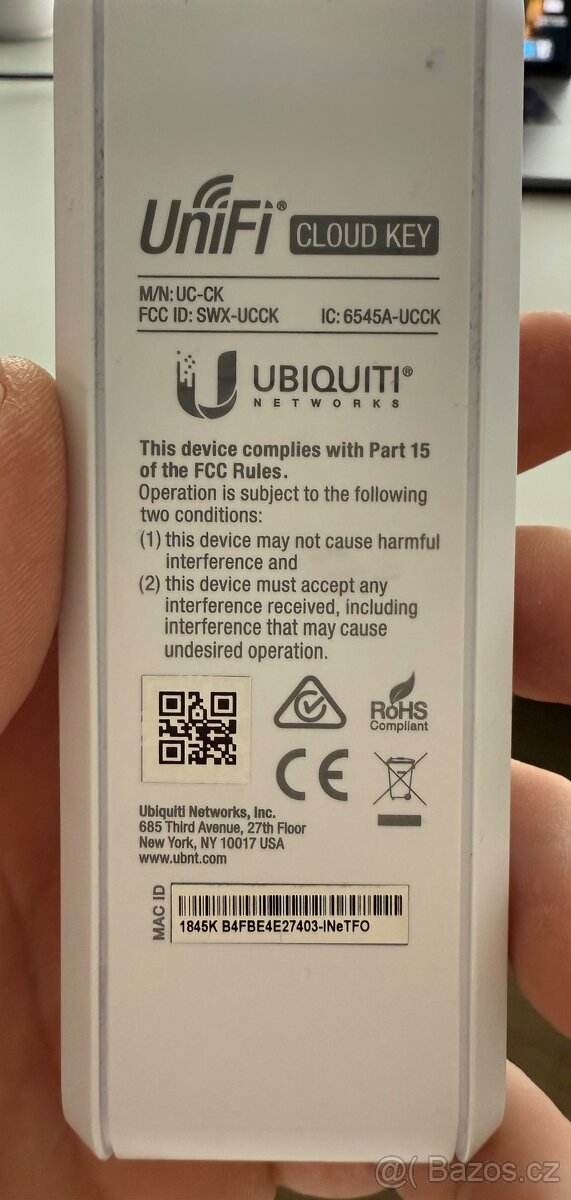 UniFi® CLOUD KEY
M/N: UC-CK
FCC ID: SWX-UCCK IC: 6545A-UCCK
UBIQUITI®
NETWORKS
This device complies with Part 15
of the FCC Rules.
Operation is subject to the following
two conditions:
(1) this device may not cause harmful
interference and
(2) this device must accept any
interference received, including
interference that may cause
undesired operation.
RoHS
Compliant
CE
Ubiquiti Networks, Inc.
685 Third Avenue, 27th Floor
New York, NY 10017 USA
www.ubnt.com
MAC ID
1845K B4FBE4E27403-INeTFO
@( Bazos.cz